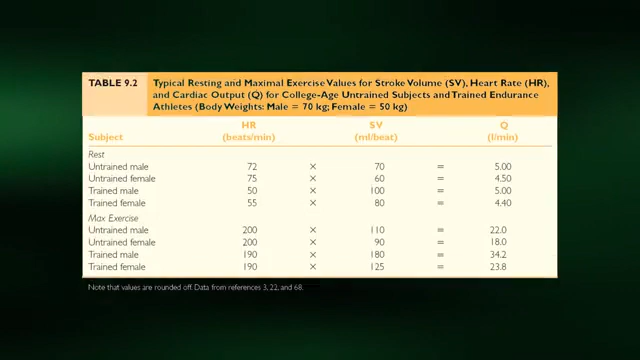 TABLE 9.2
Typical Resting and Maximal Exercise Values for Stroke Volume (SV), Heart Rate (HR),
and Cardiac Output (Q) for College-Age Untrained Subjects and Trained Endurance
Athletes (Body Weights: Male = 70 kg; Female = 50 kg)
HR SV Q
Subject (beats/min) (ml/beat) (l/min)
Rest
Untrained male 72 × 70 = 5.00
Untrained female 75 × 60 = 4.50
Trained male 50 × 100 = 5.00
Trained female 55 × 80 = 4.40
Max Exercise
Untrained male 200 × 110 = 22.0
Untrained female 200 × 90 = 18.0
Trained male 190 × 180 = 34.2
Trained female 190 × 125 = 23.8
Note that values are rounded off. Data from references 3, 22, and 68.